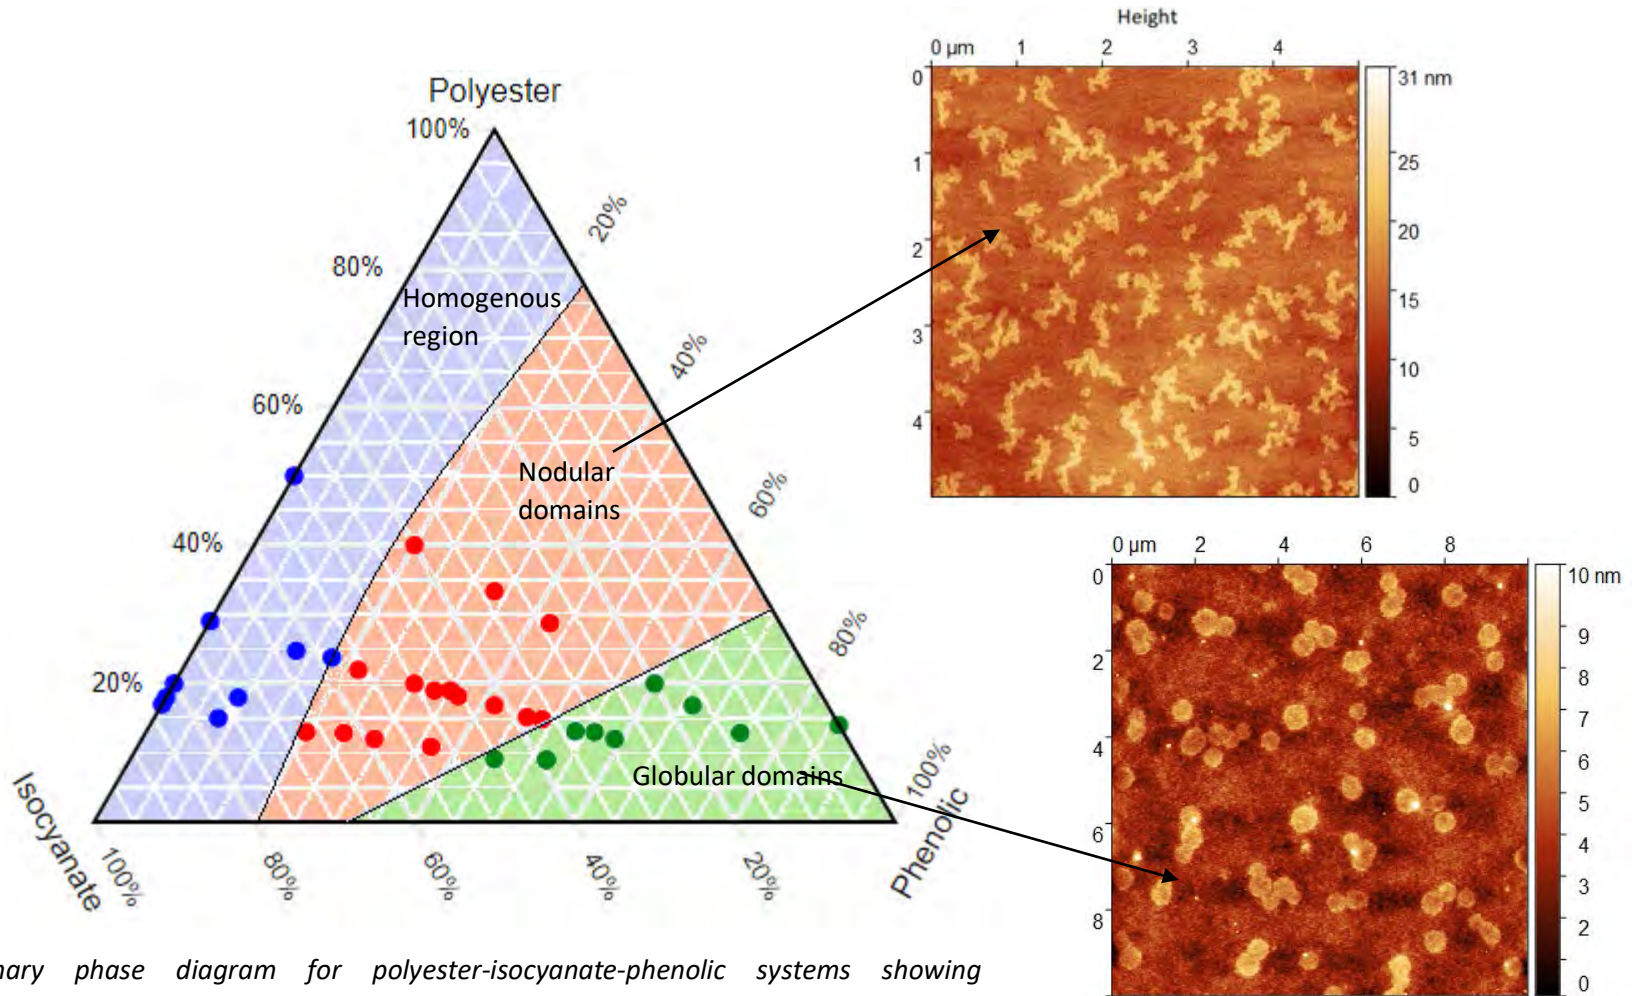 Polyester
100%
80%
60%
40%
20%
20%
40%
60%
80%
100%
Homogenous
region
Nodular
domains
Globular domains
Isocyanate
Phenolic
100%
80%
60%
40%
20%
Height
0 µm 1 2 3 4
0
1
2
3
4
31 nm
25
20
15
10
5
0
0 µm 2 4 6 8
0
2
4
6
8
10 nm
9
8
7
6
5
4
3
2
0
phase diagram for polyester-isocyanate-phenolic systems showing